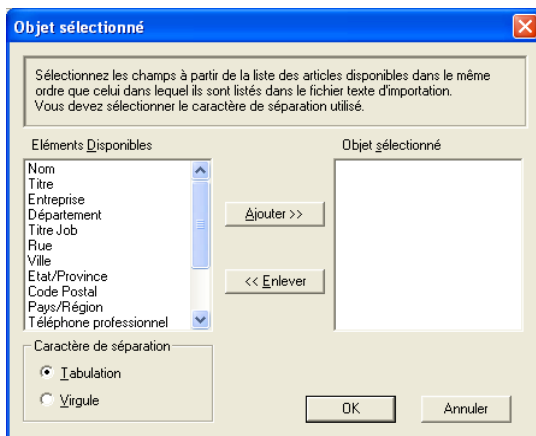 Objet sélectionné
Sélectionnez les champs à partir de la liste des articles disponibles dans le même
ordre que celui dans lequel ils sont listés dans le fichier texte d'importation.
Vous devez sélectionner le caractère de séparation utilisé.
Eléments Disponibles
Objet sélectionné
Nom
Titre
Entreprise
Département
Titre Job
Rue
Ville
Etat/Province
Code Postal
Pays/Région
Téléphone professionnel
Ajouter >>
<< Enlever
Caractère de séparation
Tabulation
Virgule
OK
Annuler